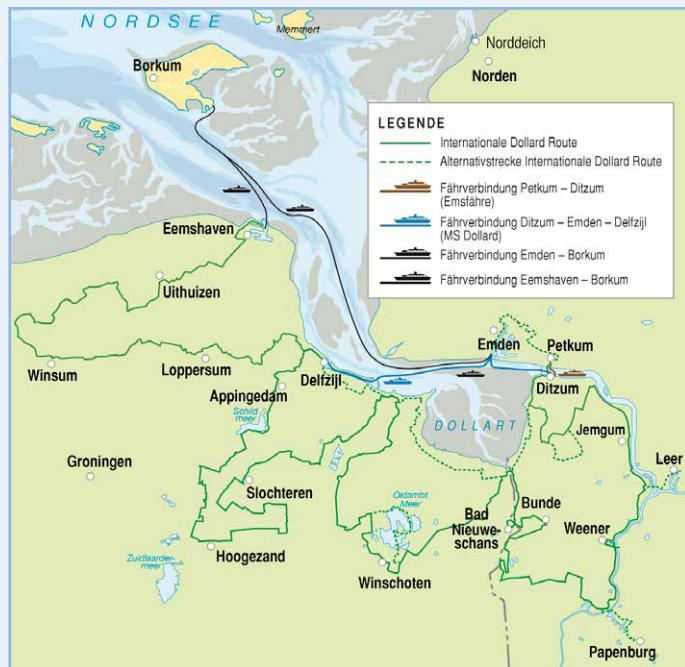 NORDSEE
Memmert
Norddeich
Borkum
Norden
LEGENDE
Internationale Dollard Route
Alternativstrecke Internationale Dollard Route
Fährverbindung Petkum – Ditzum
(Emsfähre)
Fährverbindung Ditzum – Emden – Delfzijl
(MS Dollard)
Fährverbindung Emden – Borkum
Fährverbindung Eemshaven – Borkum
Eemshaven
Uithuizen
Emden
Petkum
Winsum
Loppersum
Delfzijl
Ditzum
Appingedam
Schild
meer
DOLLART
Jemgum
Groningen
Leer
Slochteren
Oldambt
Meer
Bad
Nieuwe-
schans
Bunde
Weener
Hoogezand
Zuidlaarder-
meer
Winschoten
Papenburg